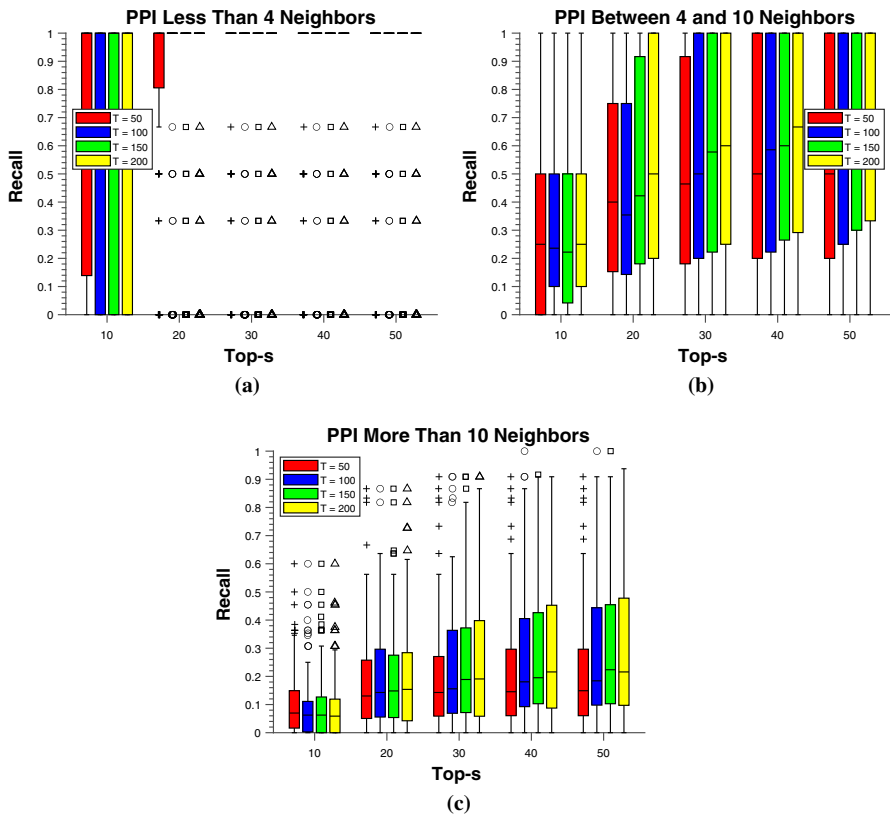 PPI Less Than 4 Neighbors
1
0.9
0.8
0.7
0.6
0.5
0.4
0.3
0.2
0.1
0
Recall
T = 50
T = 100
T = 150
T = 200
10 20 30 40 50
Top-s
(a)
PPI Between 4 and 10 Neighbors
1
0.9
0.8
0.7
0.6
0.5
0.4
0.3
0.2
0.1
0
Recall
T = 50
T = 100
T = 150
T = 200
10 20 30 40 50
Top-s
(b)
PPI More Than 10 Neighbors
1
0.9
0.8
0.7
0.6
0.5
0.4
0.3
0.2
0.1
0
Recall
T = 50
T = 100
T = 150
T = 200
10 20 30 40 50
Top-s
(c)